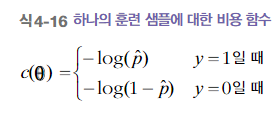 식 4-16 하나의 훈련 샘플에 대한 비용 함수
c(θ) = { -log(p̂) y = 1일 때
-log(1 - p̂) y = 0일 때